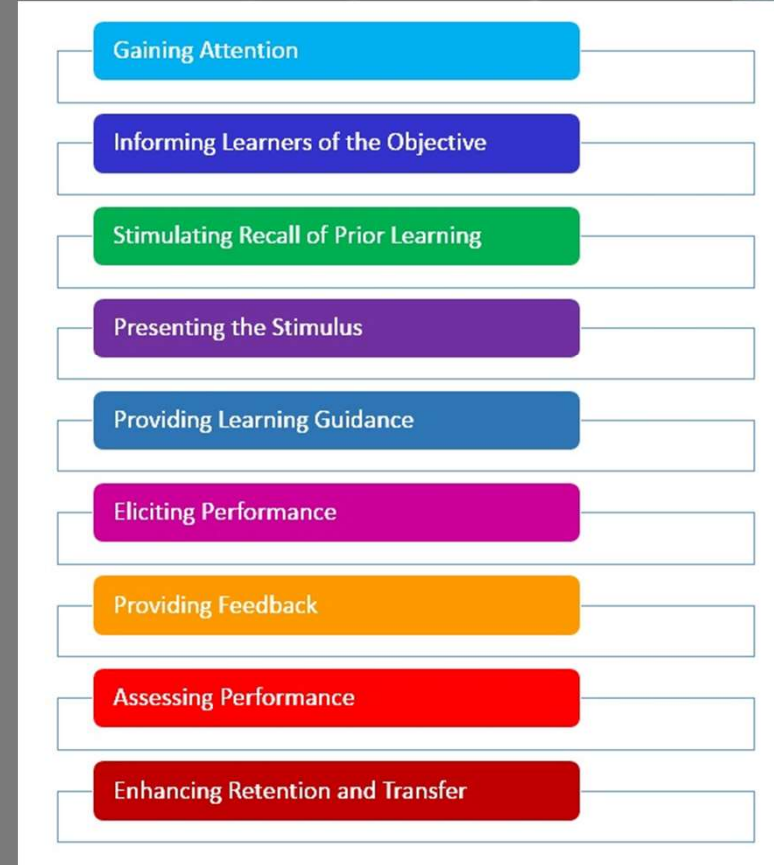 Gaining Attention
Informing Learners of the Objective
Stimulating Recall of Prior Learning
Presenting the Stimulus
Providing Learning Guidance
Eliciting Performance
Providing Feedback
Assessing Performance
Enhancing Retention and Transfer